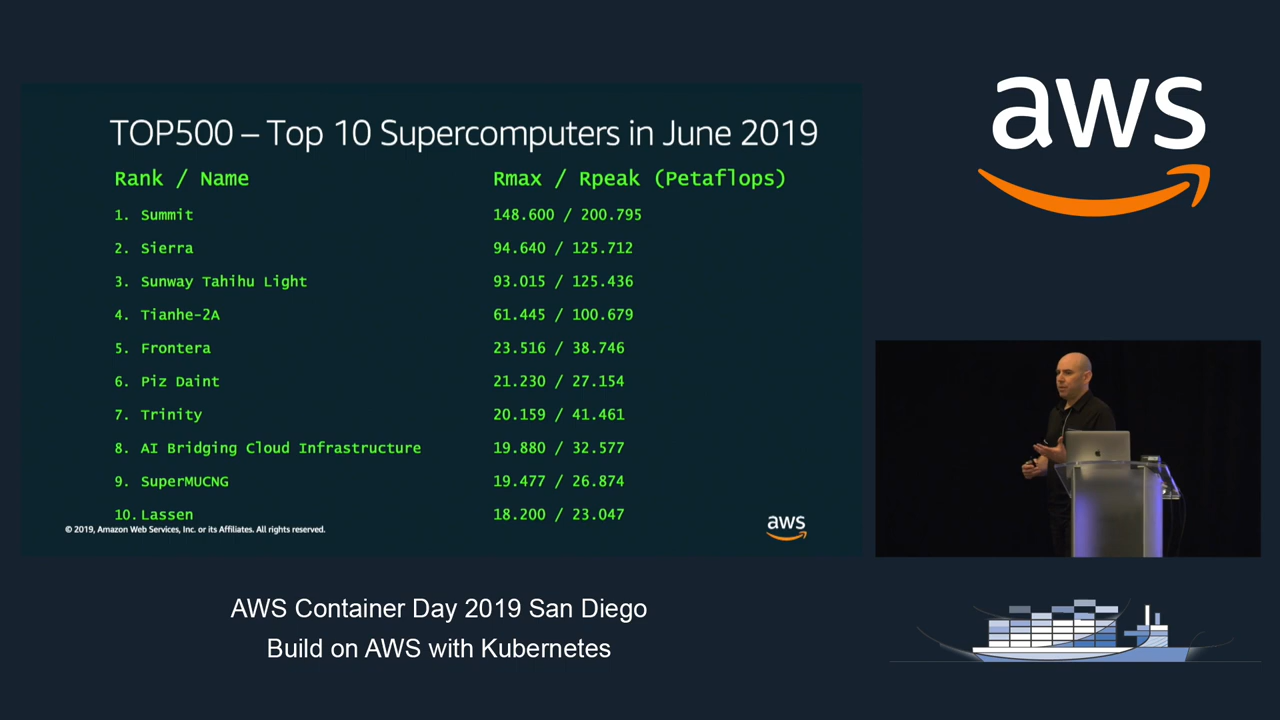 TOP500 – Top 10 Supercomputers in June 2019
Rank / Name Rmax / Rpeak (Petaflops)
1. Summit 148.600 / 200.795
2. Sierra 94.640 / 125.712
3. Sunway Tahihu Light 93.015 / 125.436
4. Tianhe-2A 61.445 / 100.679
5. Frontera 23.516 / 38.746
6. Piz Daint 21.230 / 27.154
7. Trinity 20.159 / 41.461
8. AI Bridging Cloud Infrastructure 19.880 / 32.577
9. SuperMUCNG 19.477 / 26.874
10. Lassen 18.200 / 23.047
© 2019, Amazon Web Services, Inc. or its Affiliates. All rights reserved.
aws
aws
AWS Container Day 2019 San Diego
Build on AWS with Kubernetes